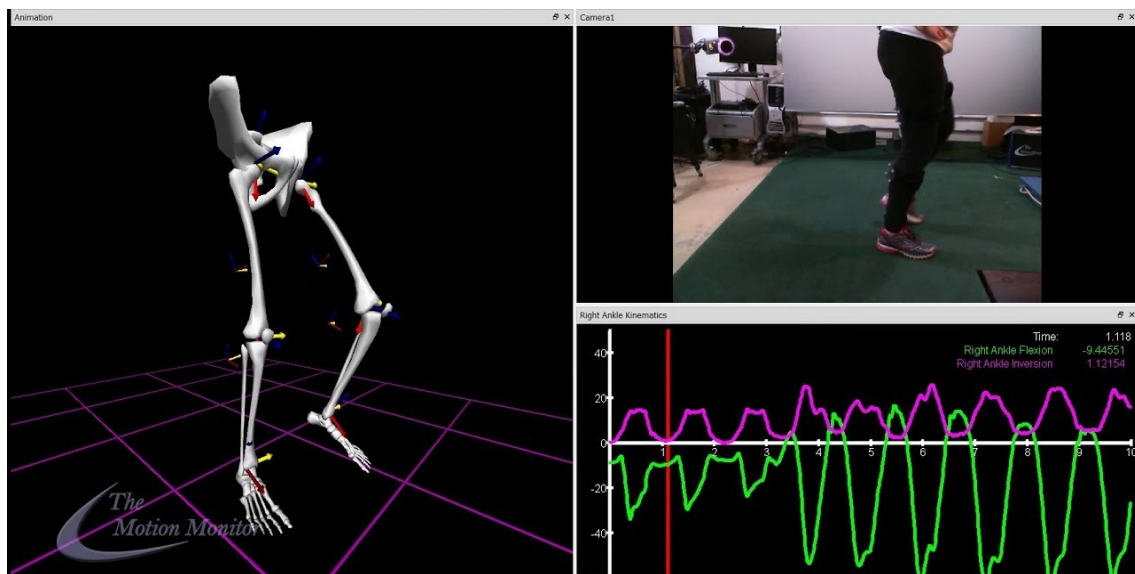 Animation
The
Motion Monitor
Camera1
Right Ankle Kinematics
Time: 1.118
Right Ankle Flexion -9.44551
Right Ankle Inversion 1.12154
40
20
0
1 2 3 4 5 6 7 8 9 10
-20
-40